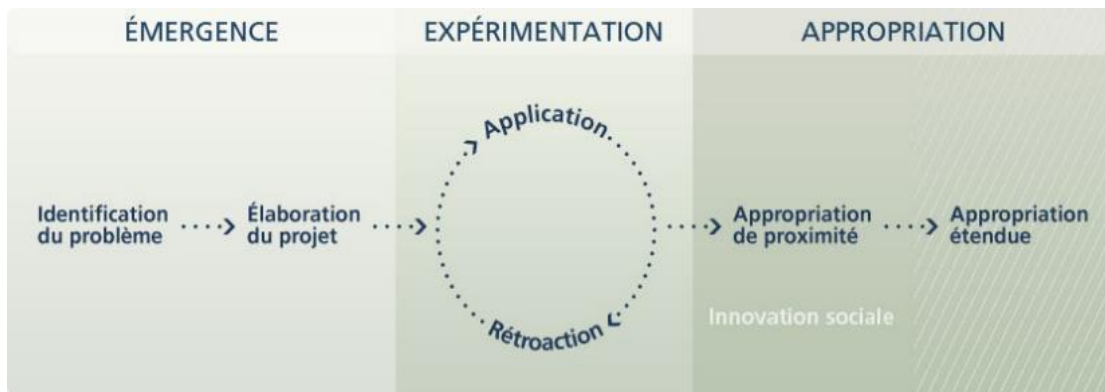 ÉMERGENCE
EXPÉRIMENTATION
APPROPRIATION
Identification
du problème
Élaboration
du projet
Application
Rétroaction
Appropriation
de proximité
Appropriation
étendue
Innovation sociale